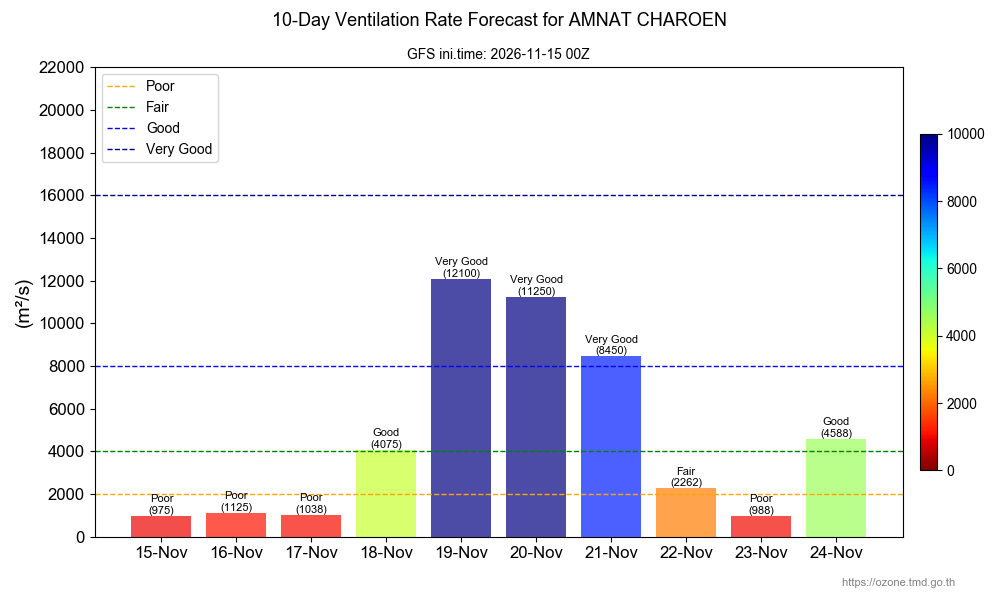 10-Day Ventilation Rate Forecast for AMNAT CHAROEN
GFS ini.time: 2026-11-15 00Z
(m²/s)
22000
20000
18000
16000
14000
12000
10000
8000
6000
4000
2000
0
Poor
Fair
Good
Very Good
Poor
(975)
Poor
(1125)
Poor
(1038)
Good
(4075)
Very Good
(12100)
Very Good
(11250)
Very Good
(8450)
Fair
(2262)
Poor
(988)
Good
(4588)
15-Nov 16-Nov 17-Nov 18-Nov 19-Nov 20-Nov 21-Nov 22-Nov 23-Nov 24-Nov
10000
8000
6000
4000
2000
0
https://ozone.tmd.go.th